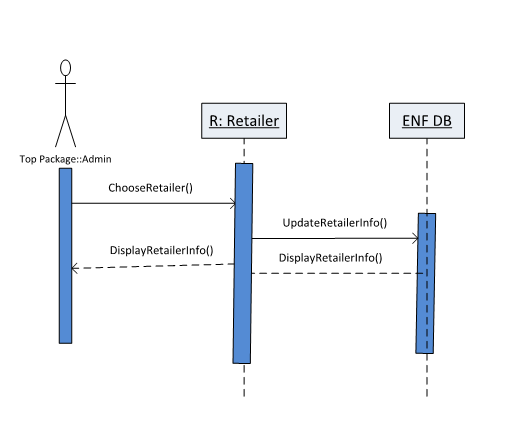 R: Retailer
ENF DB
Top Package::Admin
ChooseRetailer()
UpdateRetailerInfo()
DisplayRetailerInfo()
DisplayRetailerInfo()